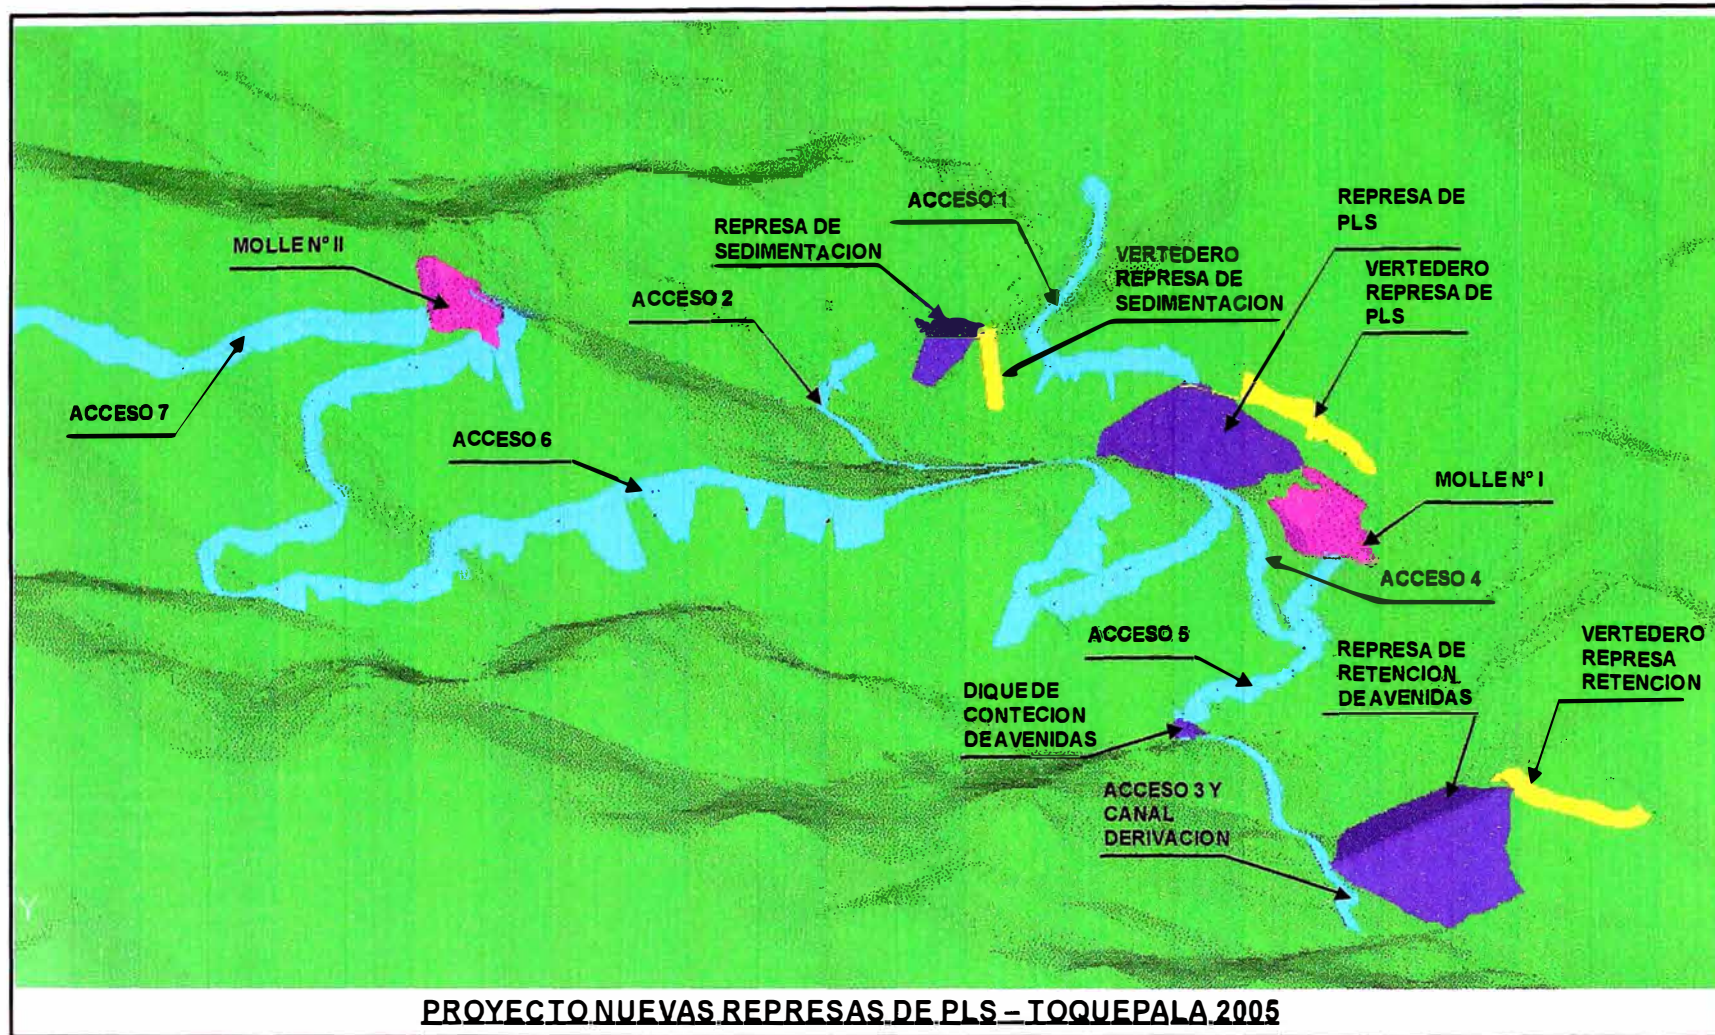 REPRESA DE
PLS
ACCESO 1
REPRESA DE
SEDIMENTACION
MOLLE N° II
VERTEDERO
REPRESA DE
SEDIMENTACION
VERTEDERO
REPRESA DE
PLS
ACCESO 2
ACCESO 7
ACCESO 6
MOLLE N° I
ACCESO 4
ACCESO 5
REPRESA DE
RETENCION
DE AVENIDAS
VERTEDERO
REPRESA
RETENCION
DIQUE DE
CONTECION
DE AVENIDAS
ACCESO 3 Y
CANAL
DERIVACION
Y
PROYECTO NUEVAS REPRESAS DE PLS – TOQUEPALA 2005